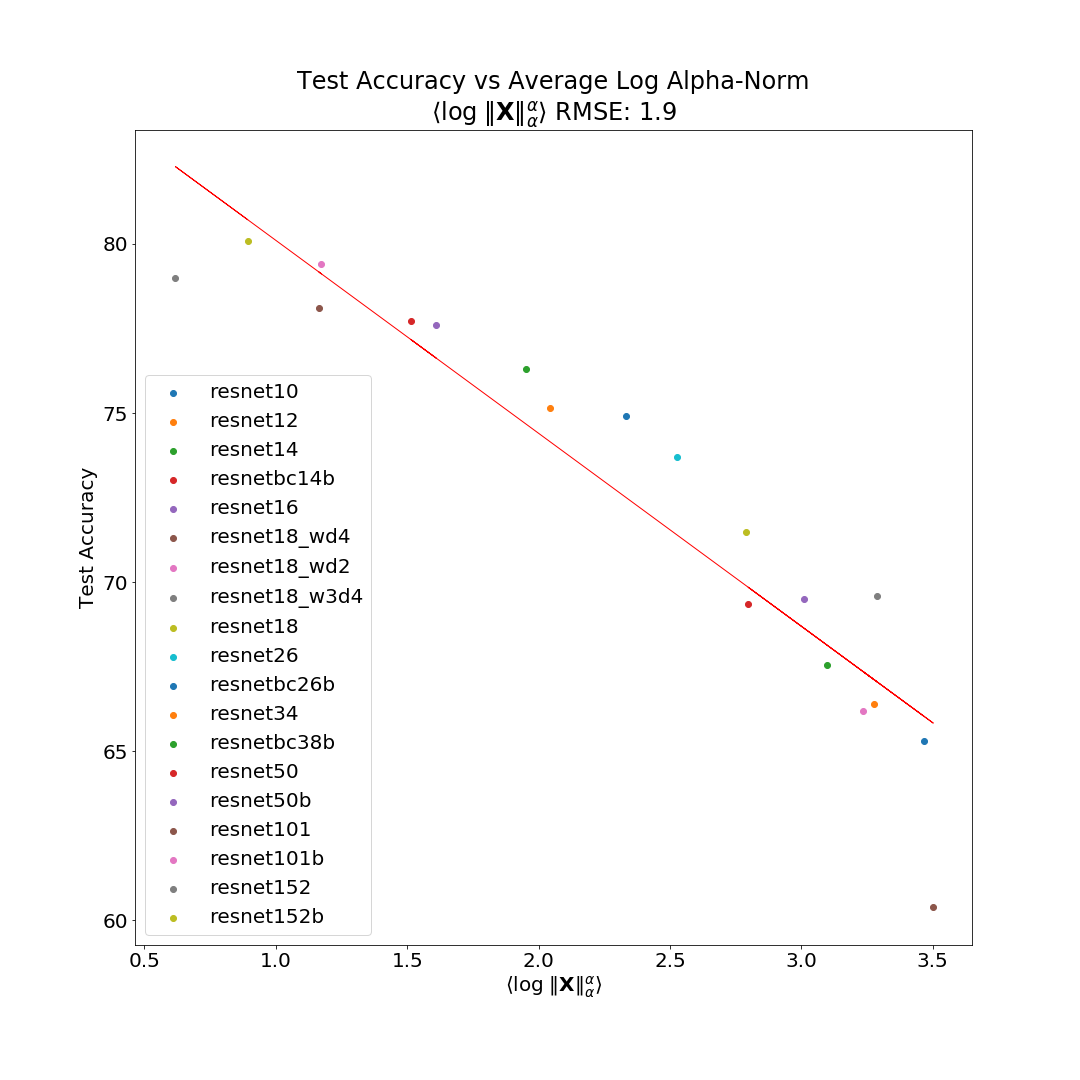 Test Accuracy vs Average Log Alpha-Norm
⟨log ‖X‖_α^α⟩ RMSE: 1.9
80
75
70
65
60
Test Accuracy
resnet10
resnet12
resnet14
resnetbc14b
resnet16
resnet18_wd4
resnet18_wd2
resnet18_w3d4
resnet18
resnet26
resnetbc26b
resnet34
resnetbc38b
resnet50
resnet50b
resnet101
resnet101b
resnet152
resnet152b
0.5 1.0 1.5 2.0 2.5 3.0 3.5
⟨log ‖X‖_α^α⟩